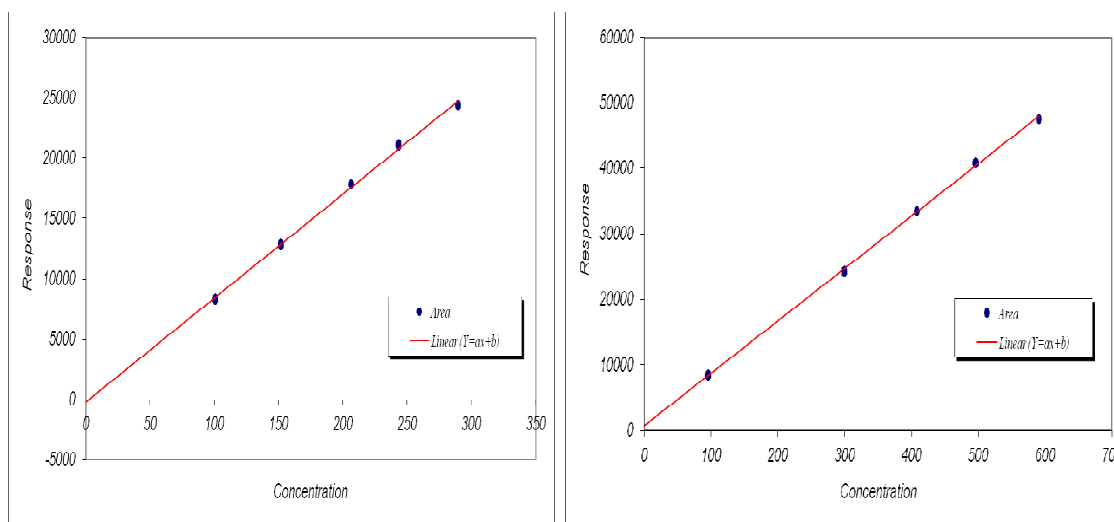 30000
25000
20000
15000
10000
5000
0
-5000
Response
0 50 100 150 200 250 300 350
Concentration
Area
Linear (Y=ax+b)
60000
50000
40000
30000
20000
10000
0
Response
0 100 200 300 400 500 600 70
Concentration
Area
Linear (Y=ax+b)